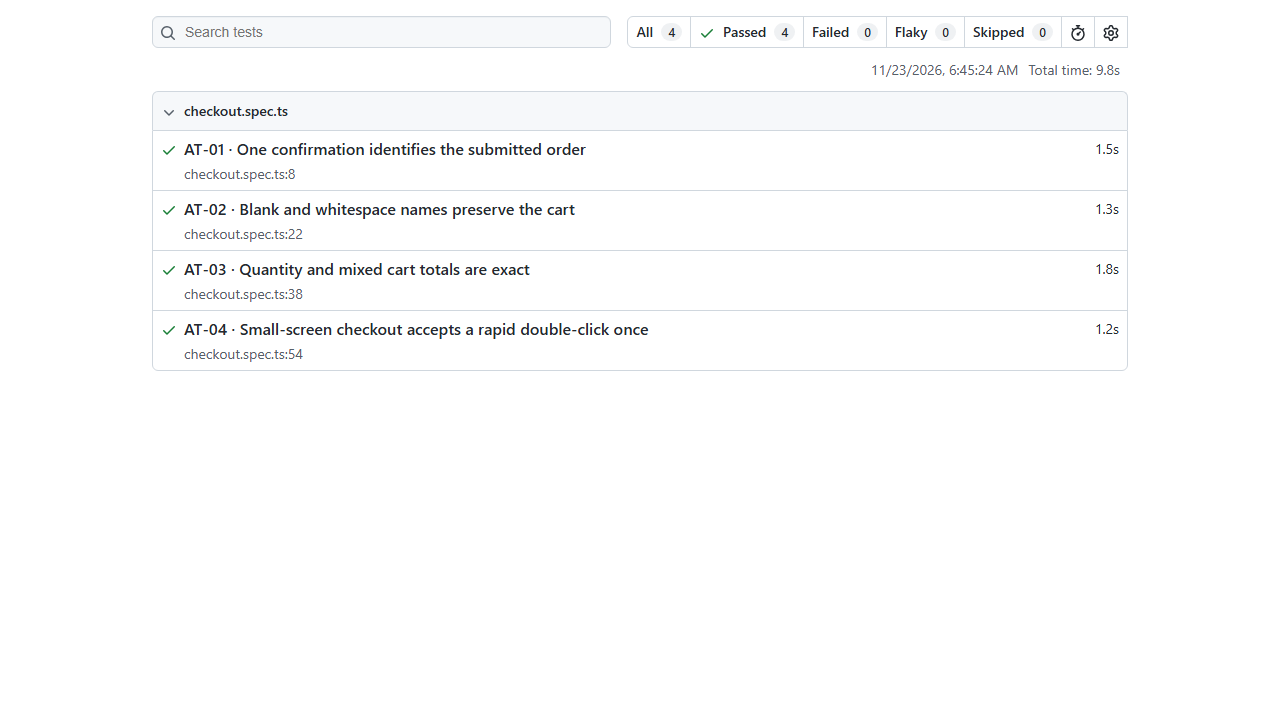 Search tests
All 4 Passed 4 Failed 0 Flaky 0 Skipped 0
11/23/2026, 6:45:24 AM Total time: 9.8s
checkout.spec.ts
AT-01 · One confirmation identifies the submitted order 1.5s
checkout.spec.ts:8
AT-02 · Blank and whitespace names preserve the cart 1.3s
checkout.spec.ts:22
AT-03 · Quantity and mixed cart totals are exact 1.8s
checkout.spec.ts:38
AT-04 · Small-screen checkout accepts a rapid double-click once 1.2s
checkout.spec.ts:54